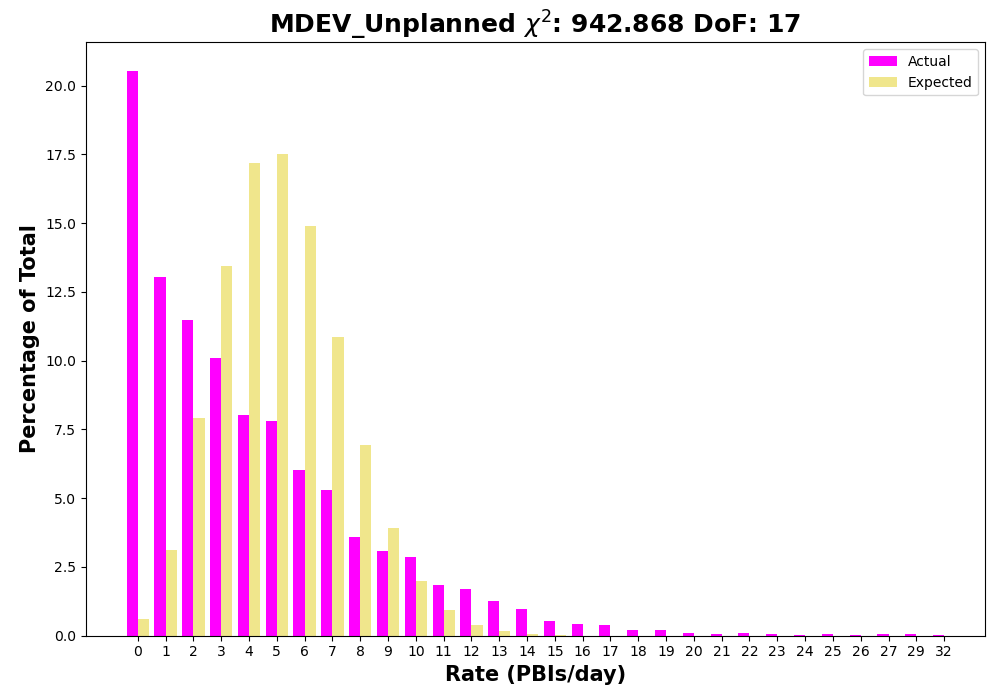 MDEV_Unplanned χ²: 942.868 DoF: 17
Actual
Expected
Percentage of Total
20.0
17.5
15.0
12.5
10.0
7.5
5.0
2.5
0.0
0 1 2 3 4 5 6 7 8 9 10 11 12 13 14 15 16 17 18 19 20 21 22 23 24 25 26 27 29 32
Rate (PBIs/day)